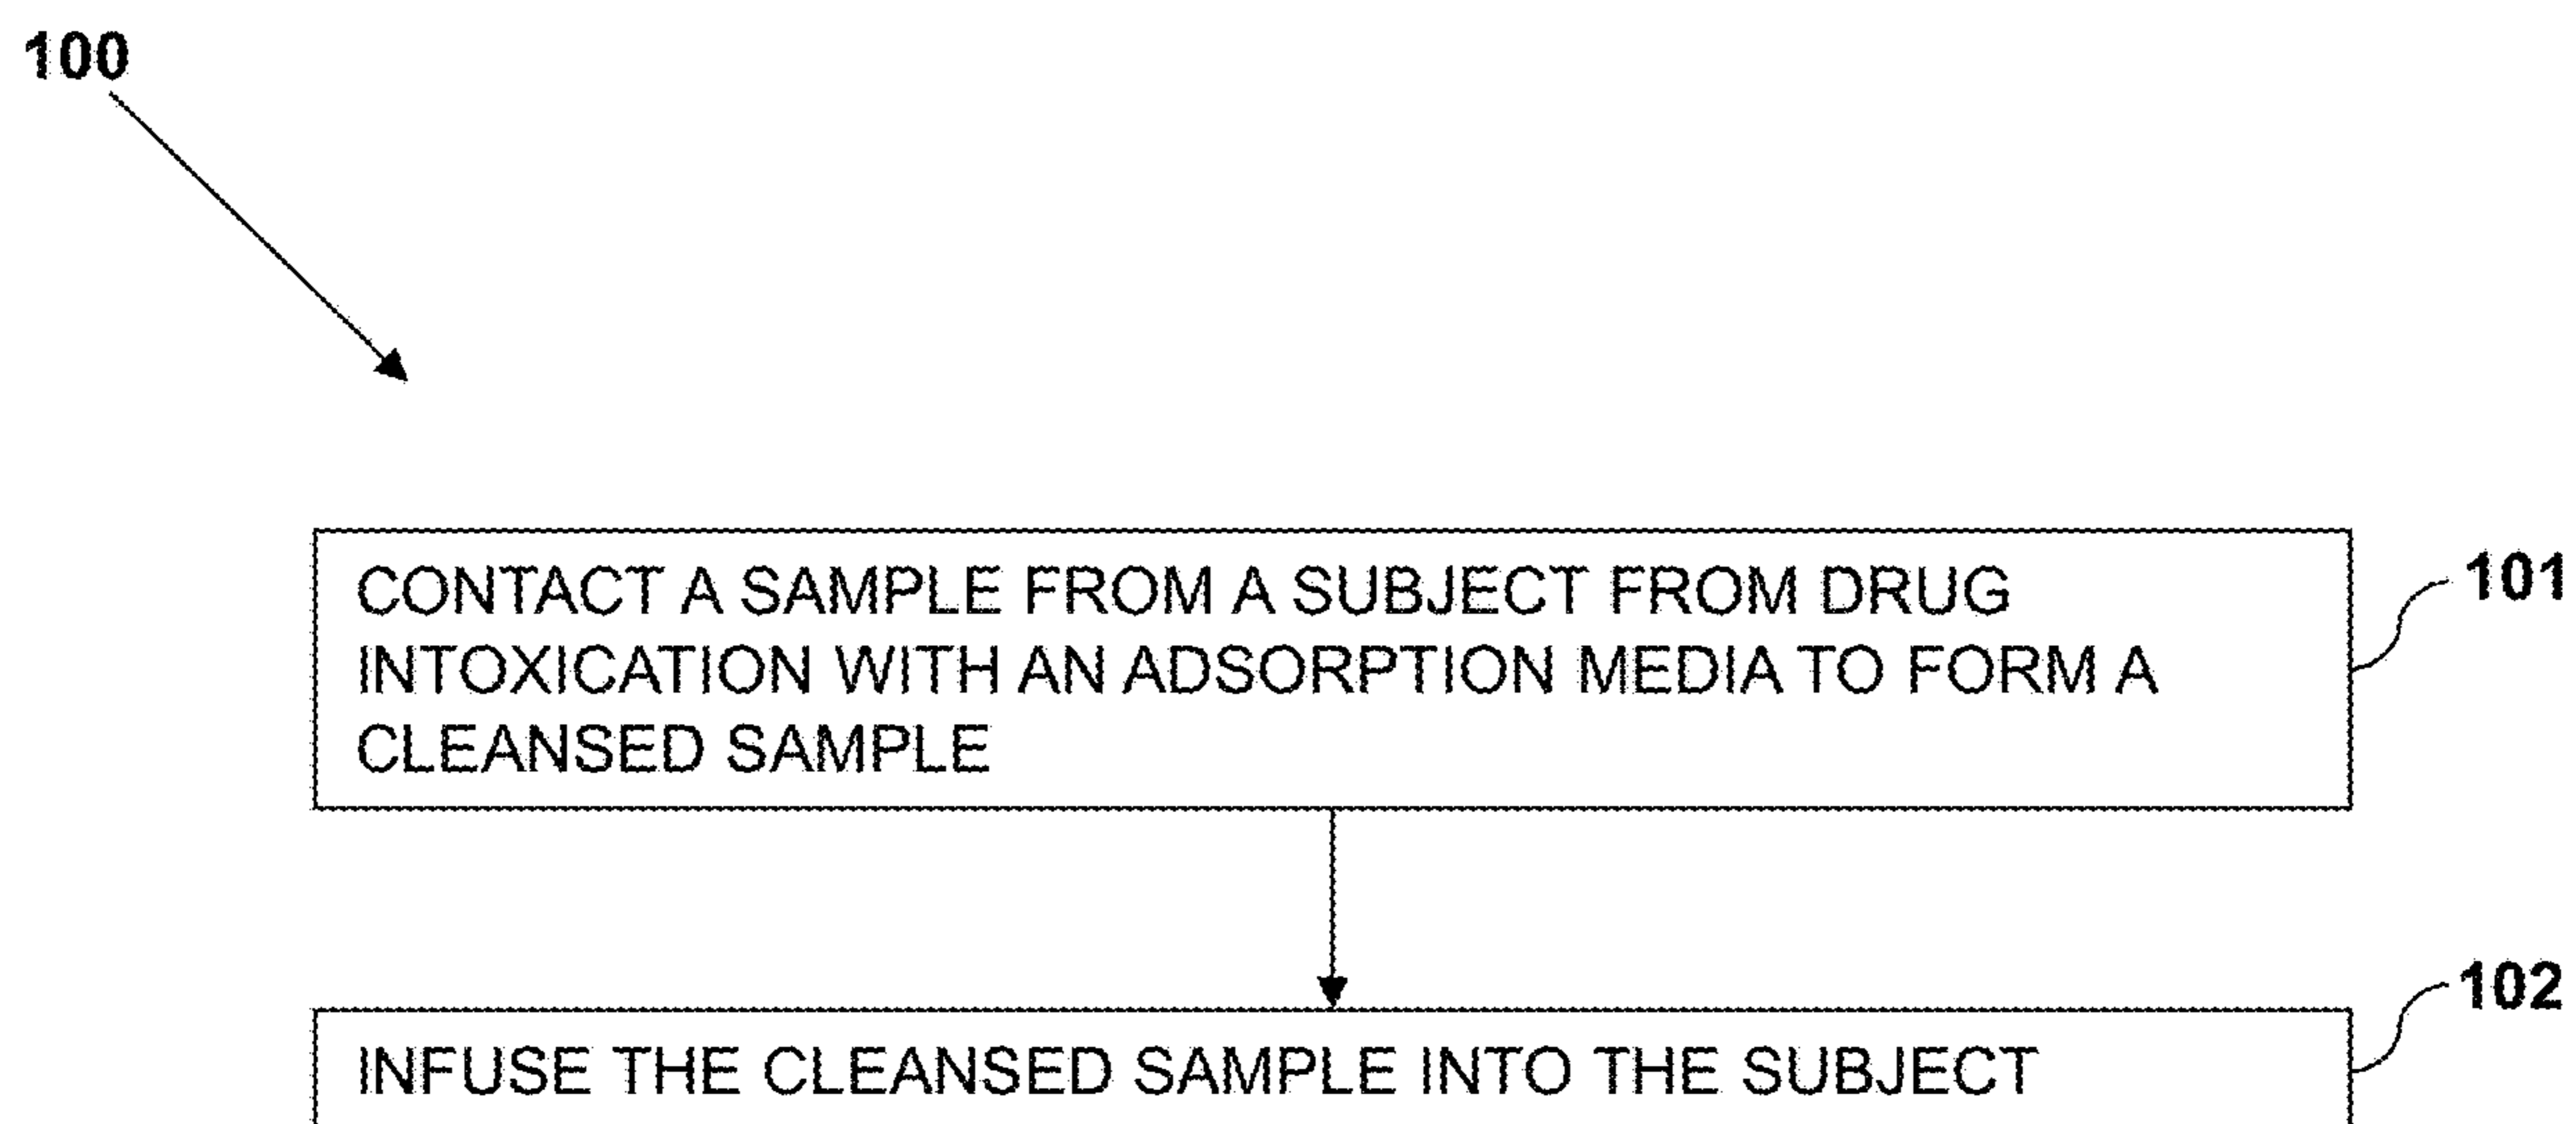 100
CONTACT A SAMPLE FROM A SUBJECT FROM DRUG
INTOXICATION WITH AN ADSORPTION MEDIA TO FORM A
CLEANSED SAMPLE
101
102
INFUSE THE CLEANSED SAMPLE INTO THE SUBJECT